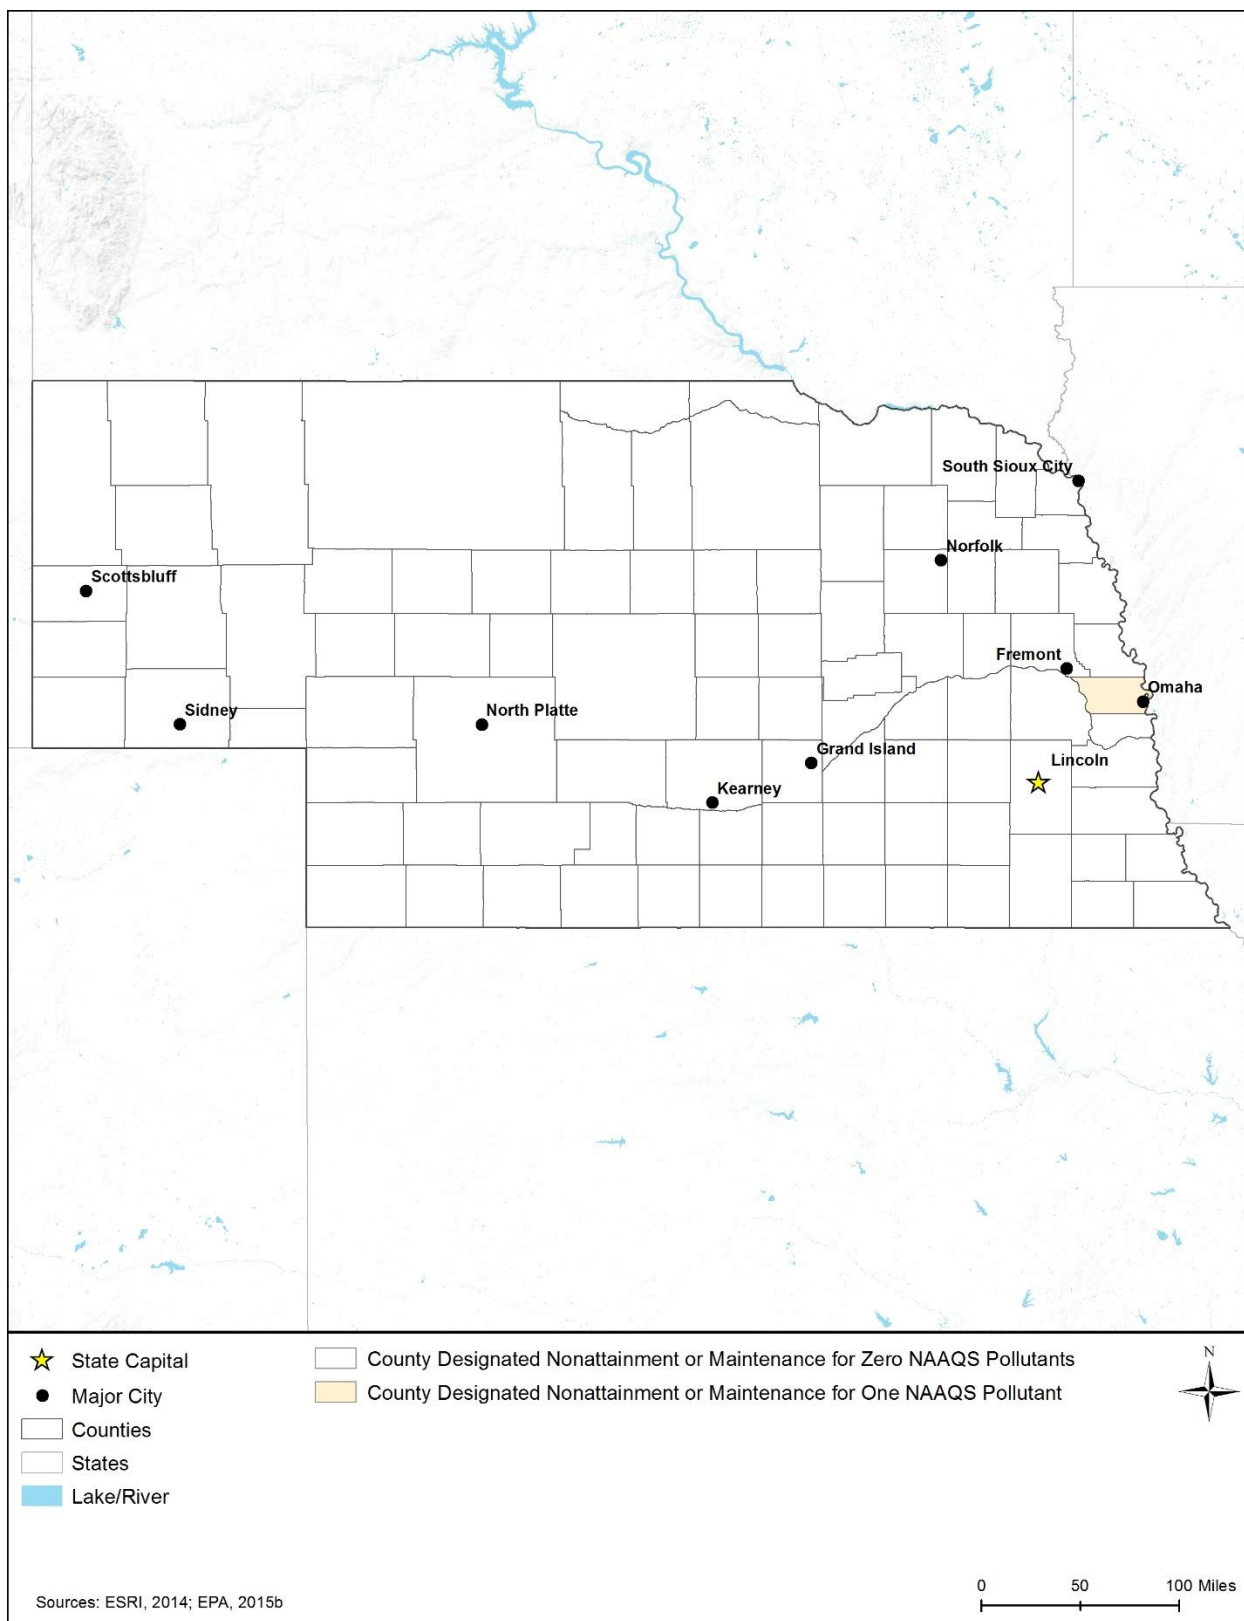 South Sioux City
Norfolk
Scottsbluff
Fremont
Omaha
Sidney
North Platte
Grand Island
Lincoln
Kearney
State Capital
Major City
Counties
States
Lake/River
County Designated Nonattainment or Maintenance for Zero NAAQS Pollutants
County Designated Nonattainment or Maintenance for One NAAQS Pollutant
N
Sources: ESRI, 2014; EPA, 2015b
0 50 100 Miles